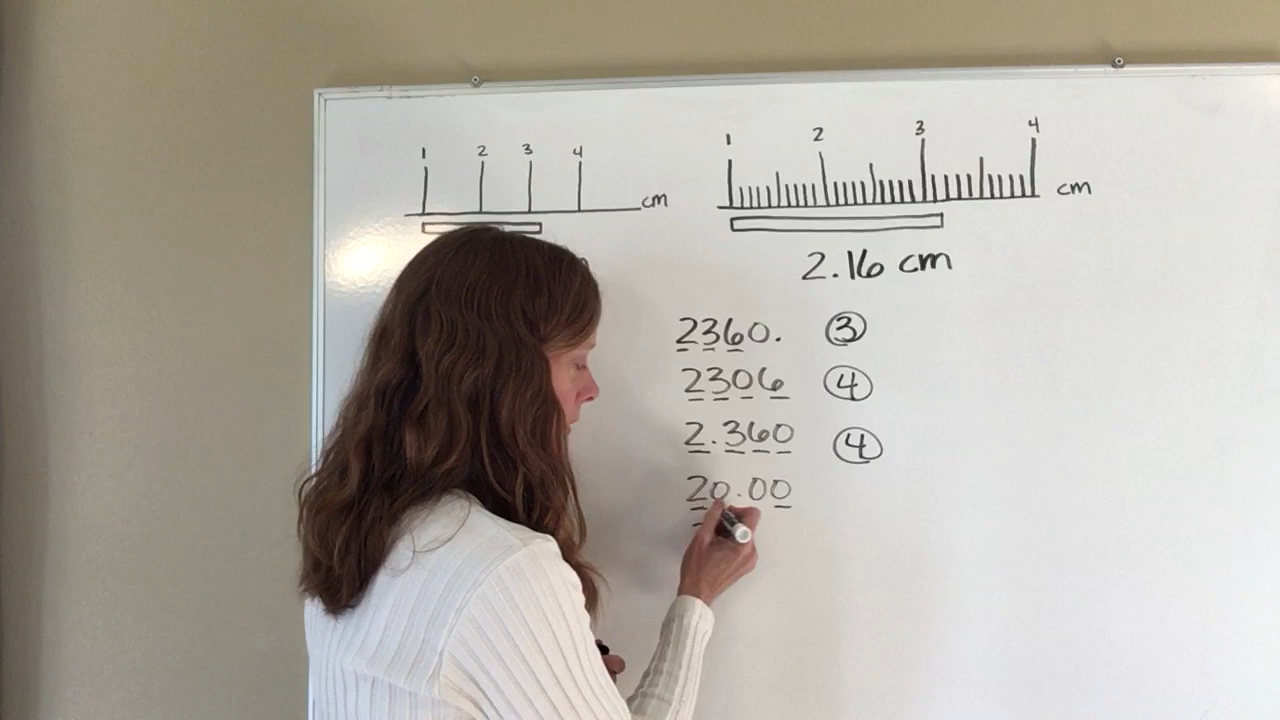 1 2 3 4 cm
1 2 3 4 cm
2.16 cm
2360. 3
2306 4
2.360 4
20.00